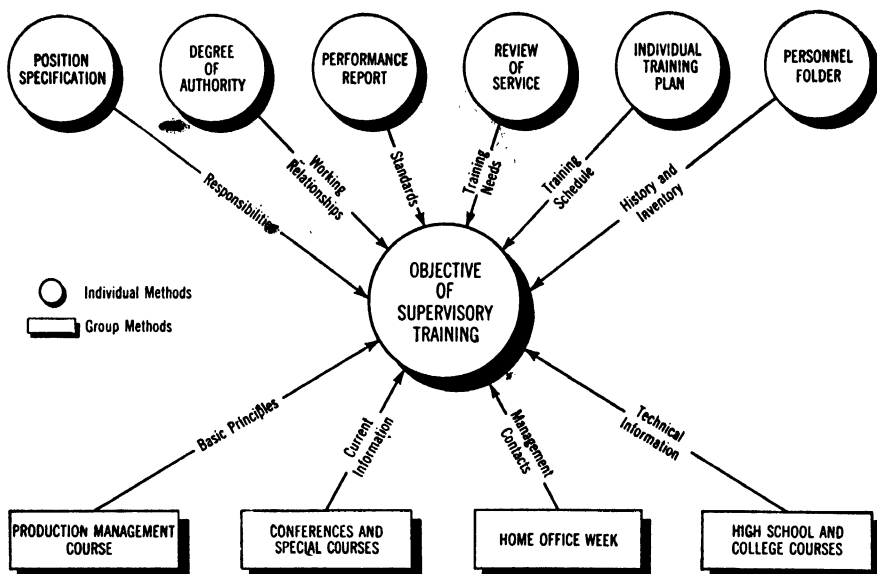 POSITION
SPECIFICATION
DEGREE
OF
AUTHORITY
PERFORMANCE
REPORT
REVIEW
OF
SERVICE
INDIVIDUAL
TRAINING
PLAN
PERSONNEL
FOLDER
Responsibilities
Working
Relationships
Standards
Training
Needs
Training
Schedule
History and
Inventory
OBJECTIVE
OF
SUPERVISORY
TRAINING
Individual Methods
Group Methods
Basic Principles
Current
Information
Management
Contacts
Technical
Information
PRODUCTION MANAGEMENT
COURSE
CONFERENCES AND
SPECIAL COURSES
HOME OFFICE WEEK
HIGH SCHOOL AND
COLLEGE COURSES